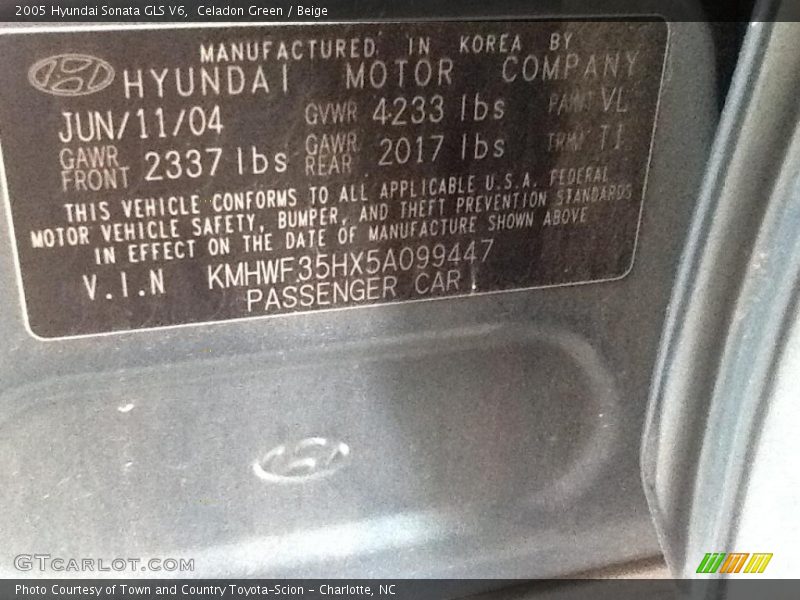 2005 Hyundai Sonata GLS V6, Celadon Green / Beige
MANUFACTURED IN KOREA BY
HYUNDAI MOTOR COMPANY
JUN/11/04 GVWR 4233 lbs PAINT VL
GAWR FRONT 2337 lbs GAWR REAR 2017 lbs TRIM TI
THIS VEHICLE CONFORMS TO ALL APPLICABLE U.S.A. FEDERAL
MOTOR VEHICLE SAFETY, BUMPER, AND THEFT PREVENTION STANDARDS
IN EFFECT ON THE DATE OF MANUFACTURE SHOWN ABOVE
V.I.N KMHWF35HX5A099447
PASSENGER CAR
GTCARLOT.COM
Photo Courtesy of Town and Country Toyota-Scion - Charlotte, NC